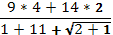 9 * 4 + 14 * 2
1 + 11 + √2 + 1